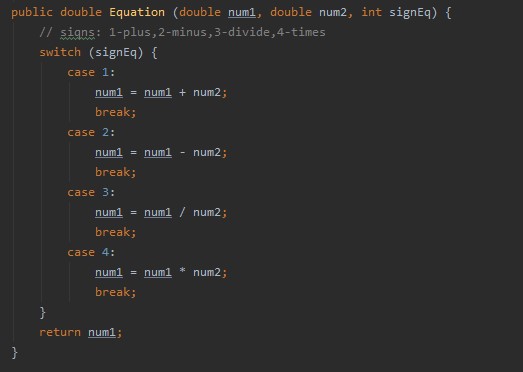 public double Equation (double num1, double num2, int signEq) {
// signs: 1-plus,2-minus,3-divide,4-times
switch (signEq) {
case 1:
num1 = num1 + num2;
break;
case 2:
num1 = num1 - num2;
break;
case 3:
num1 = num1 / num2;
break;
case 4:
num1 = num1 * num2;
break;
}
return num1;
}